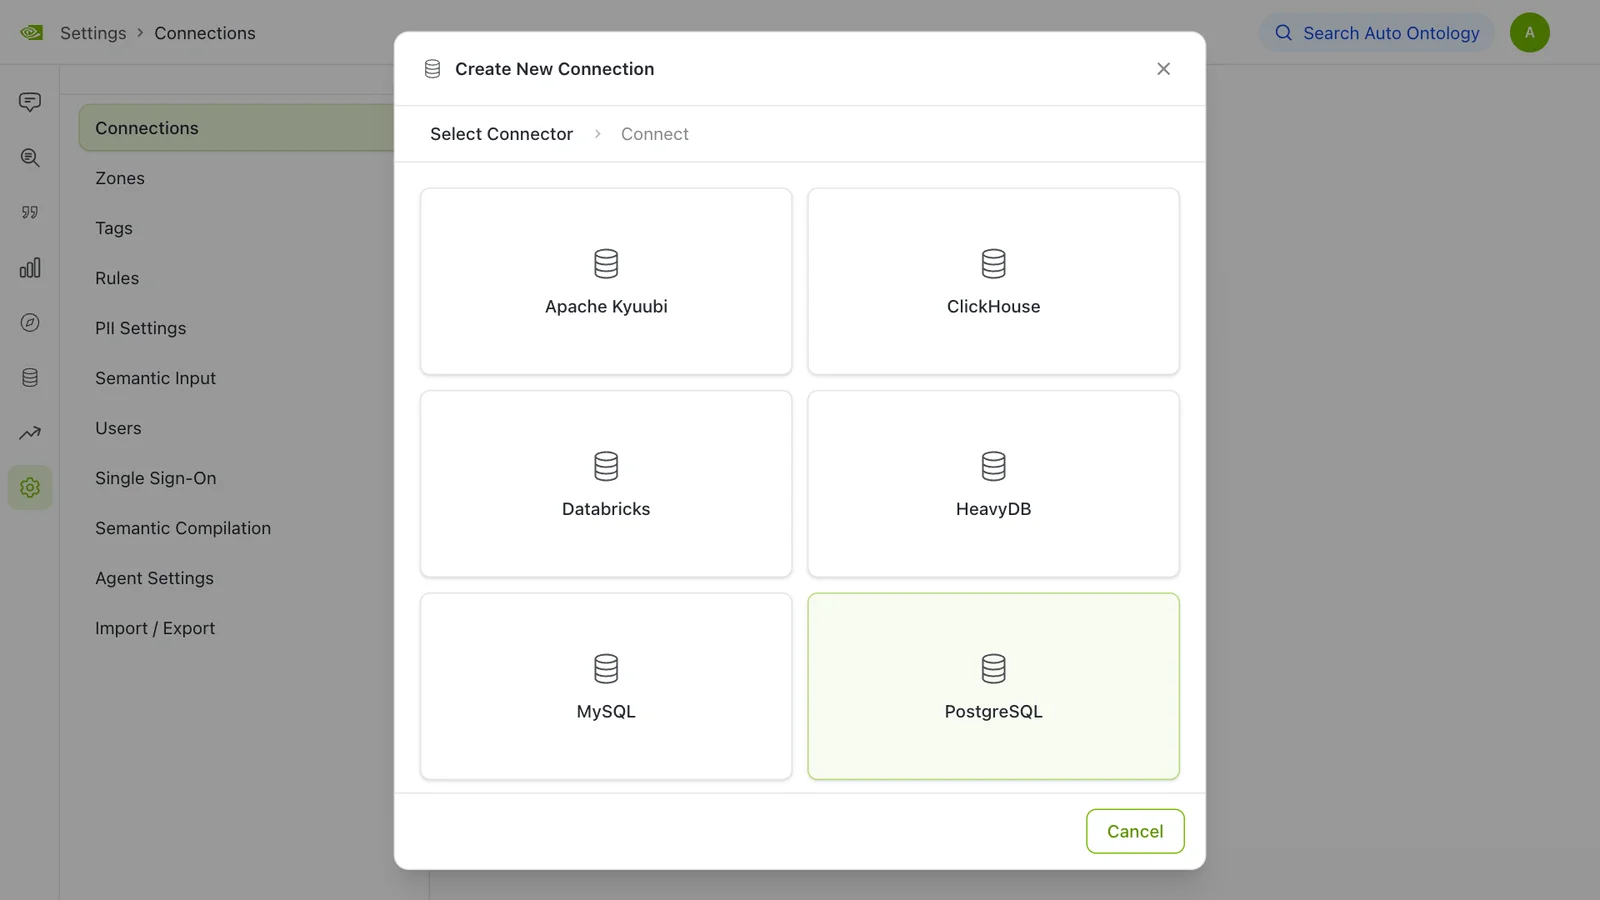 Settings › Connections
Search Auto Ontology
A
Connections
Zones
Tags
Rules
PII Settings
Semantic Input
Users
Single Sign-On
Semantic Compilation
Agent Settings
Import / Export
Create New Connection
Select Connector › Connect
Apache Kyuubi
ClickHouse
Databricks
HeavyDB
MySQL
PostgreSQL
Cancel